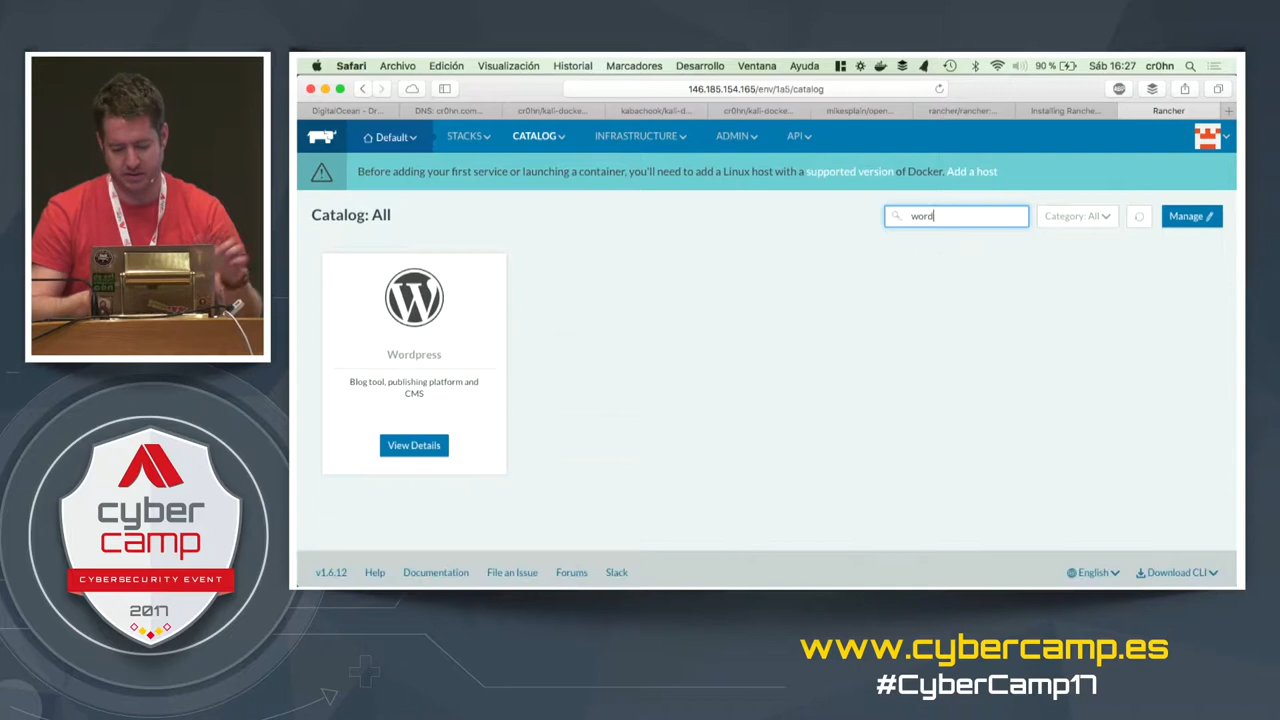 Safari Archivo Edición Visualización Historial Marcadores Desarrollo Ventana Ayuda 90 % Sáb 16:27 cr0hn
146.185.154.165/env/1a5/catalog
DigitalOcean - Dr... DNS: cr0hn.com... cr0hn/kali-docke... kabachook/kali-d... cr0hn/kali-docke... mikesplain/open... rancher/rancher:... Installing Ranche... Rancher
Default STACKS CATALOG INFRASTRUCTURE ADMIN API
Before adding your first service or launching a container, you'll need to add a Linux host with a supported version of Docker. Add a host
Catalog: All
word
Category: All
Manage
W
Wordpress
Blog tool, publishing platform and
CMS
View Details
v1.6.12 Help Documentation File an Issue Forums Slack English Download CLI
cyber
camp
CYBERSECURITY EVENT
2017
www.cybercamp.es
#CyberCamp17